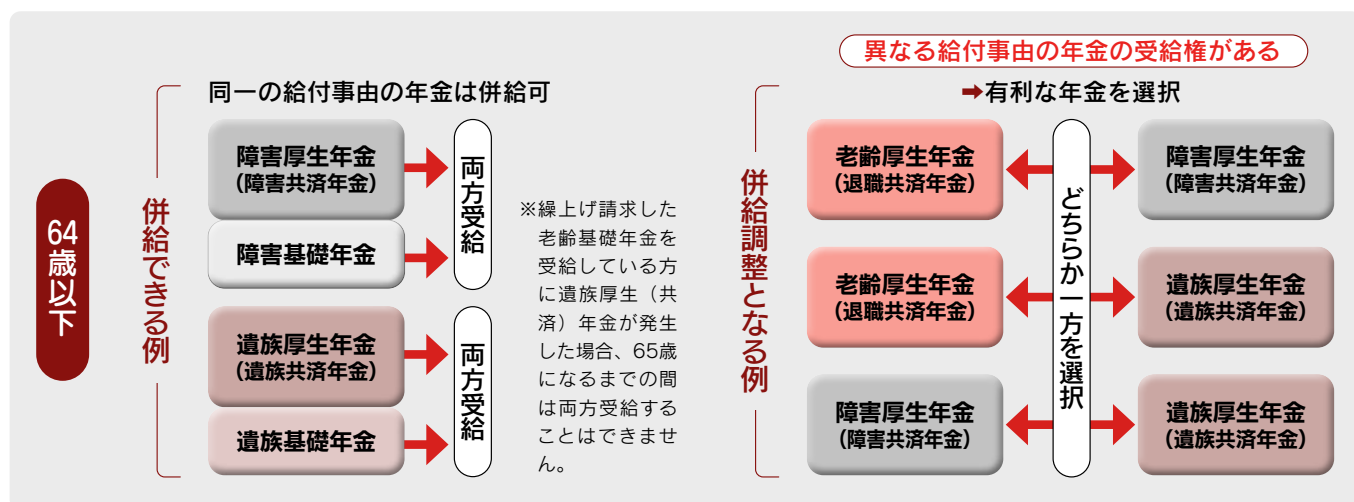 64歳以下
併給できる例
同一の給付事由の年金は併給可
障害厚生年金
（障害共済年金）
障害基礎年金
両方受給
遺族厚生年金
（遺族共済年金）
遺族基礎年金
両方受給
※繰上げ請求した
老齢基礎年金を
受給している方
に遺族厚生（共
済）年金が発生
した場合、65歳
になるまでの間
は両方受給する
ことはできませ
ん。
異なる給付事由の年金の受給権がある
➡有利な年金を選択
併給調整となる例
老齢厚生年金
（退職共済年金）
障害厚生年金
（障害共済年金）
老齢厚生年金
（退職共済年金）
遺族厚生年金
（遺族共済年金）
障害厚生年金
（障害共済年金）
遺族厚生年金
（遺族共済年金）
どちらか一方を選択